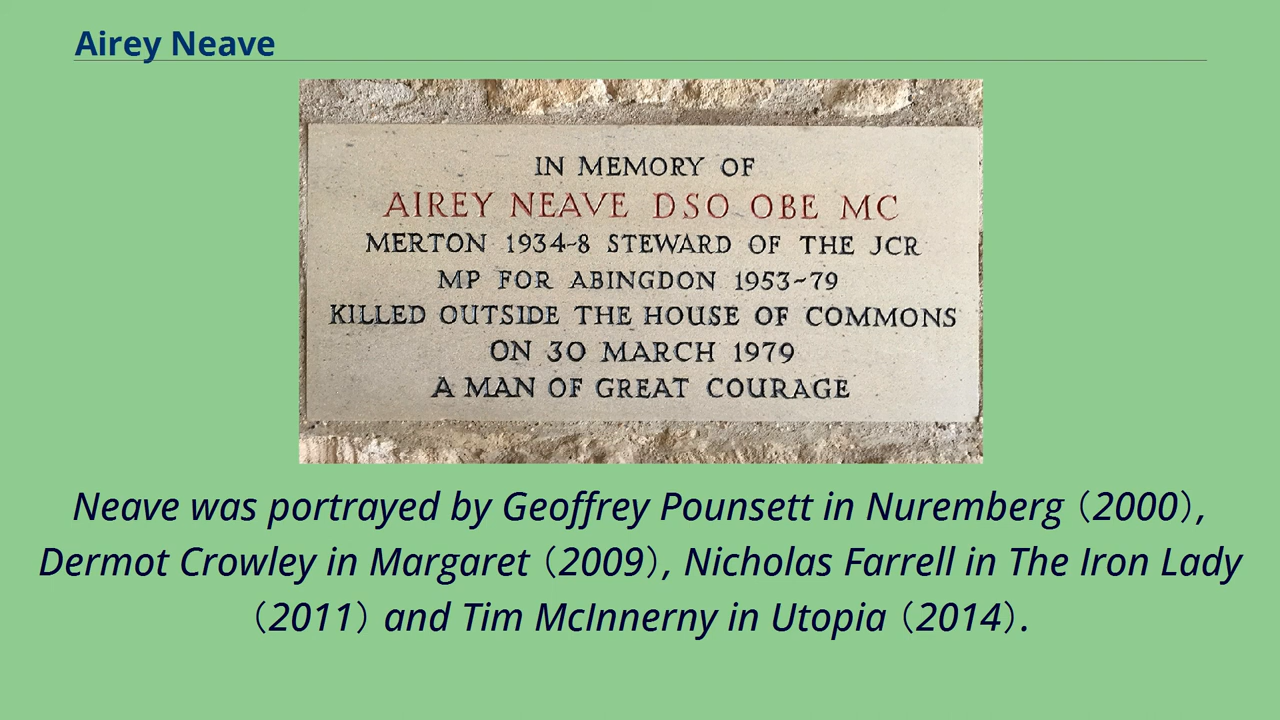 Airey Neave
IN MEMORY OF
AIREY NEAVE DSO OBE MC
MERTON 1934-8 STEWARD OF THE JCR
MP FOR ABINGDON 1953~79
KILLED OUTSIDE THE HOUSE OF COMMONS
ON 30 MARCH 1979
A MAN OF GREAT COURAGE
Neave was portrayed by Geoffrey Pounsett in Nuremberg（2000）,
Dermot Crowley in Margaret（2009）, Nicholas Farrell in The Iron Lady
（2011）and Tim McInnerny in Utopia（2014）.